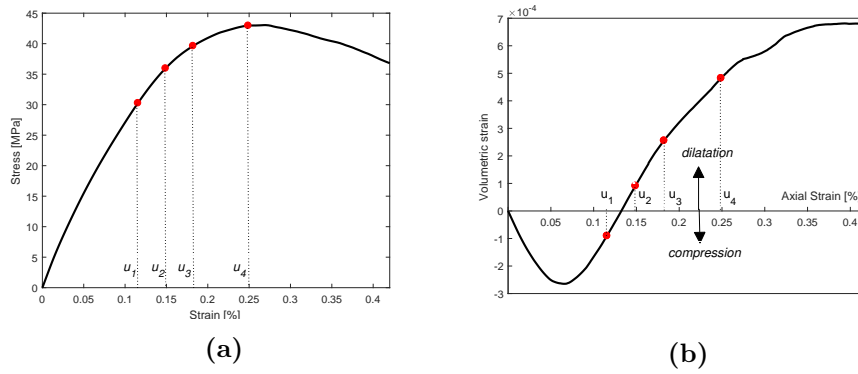 45
40
35
30
25
20
15
10
5
0
Stress [MPa]
u1 u2 u3 u4
0 0.05 0.1 0.15 0.2 0.25 0.3 0.35 0.4
Strain [%]
(a)
×10-4
7
6
5
4
3
2
1
0
-1
-2
-3
Volumetric strain
dilatation
u1 u2 u3 u4
Axial Strain [%
0.05 0.1 0.15 0.2 0.25 0.3 0.35 0.4
compression
(b)